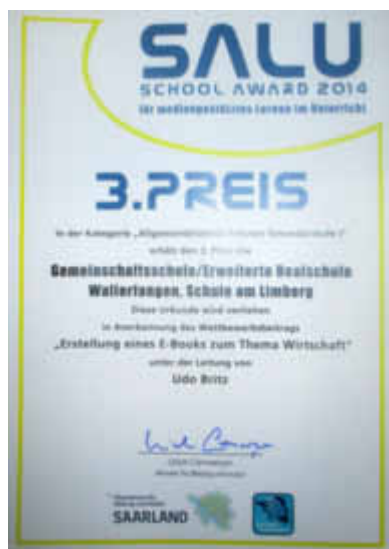 SALU
SCHOOL AWARD 2014
für mediengestütztes Lernen im Unterricht
3.PREIS
In der Kategorie „Allgemeinbildende Schulen Sekundarstufe I"
erhält den 3. Preis die
Gemeinschaftsschule/Erweiterte Realschule
Wallerfangen, Schule am Limberg
Diese Urkunde wird verliehen
in Anerkennung des Wettbewerbsbeitrags
„Erstellung eines E-Books zum Thema Wirtschaft"
unter der Leitung von
Udo Britz
SAARLAND